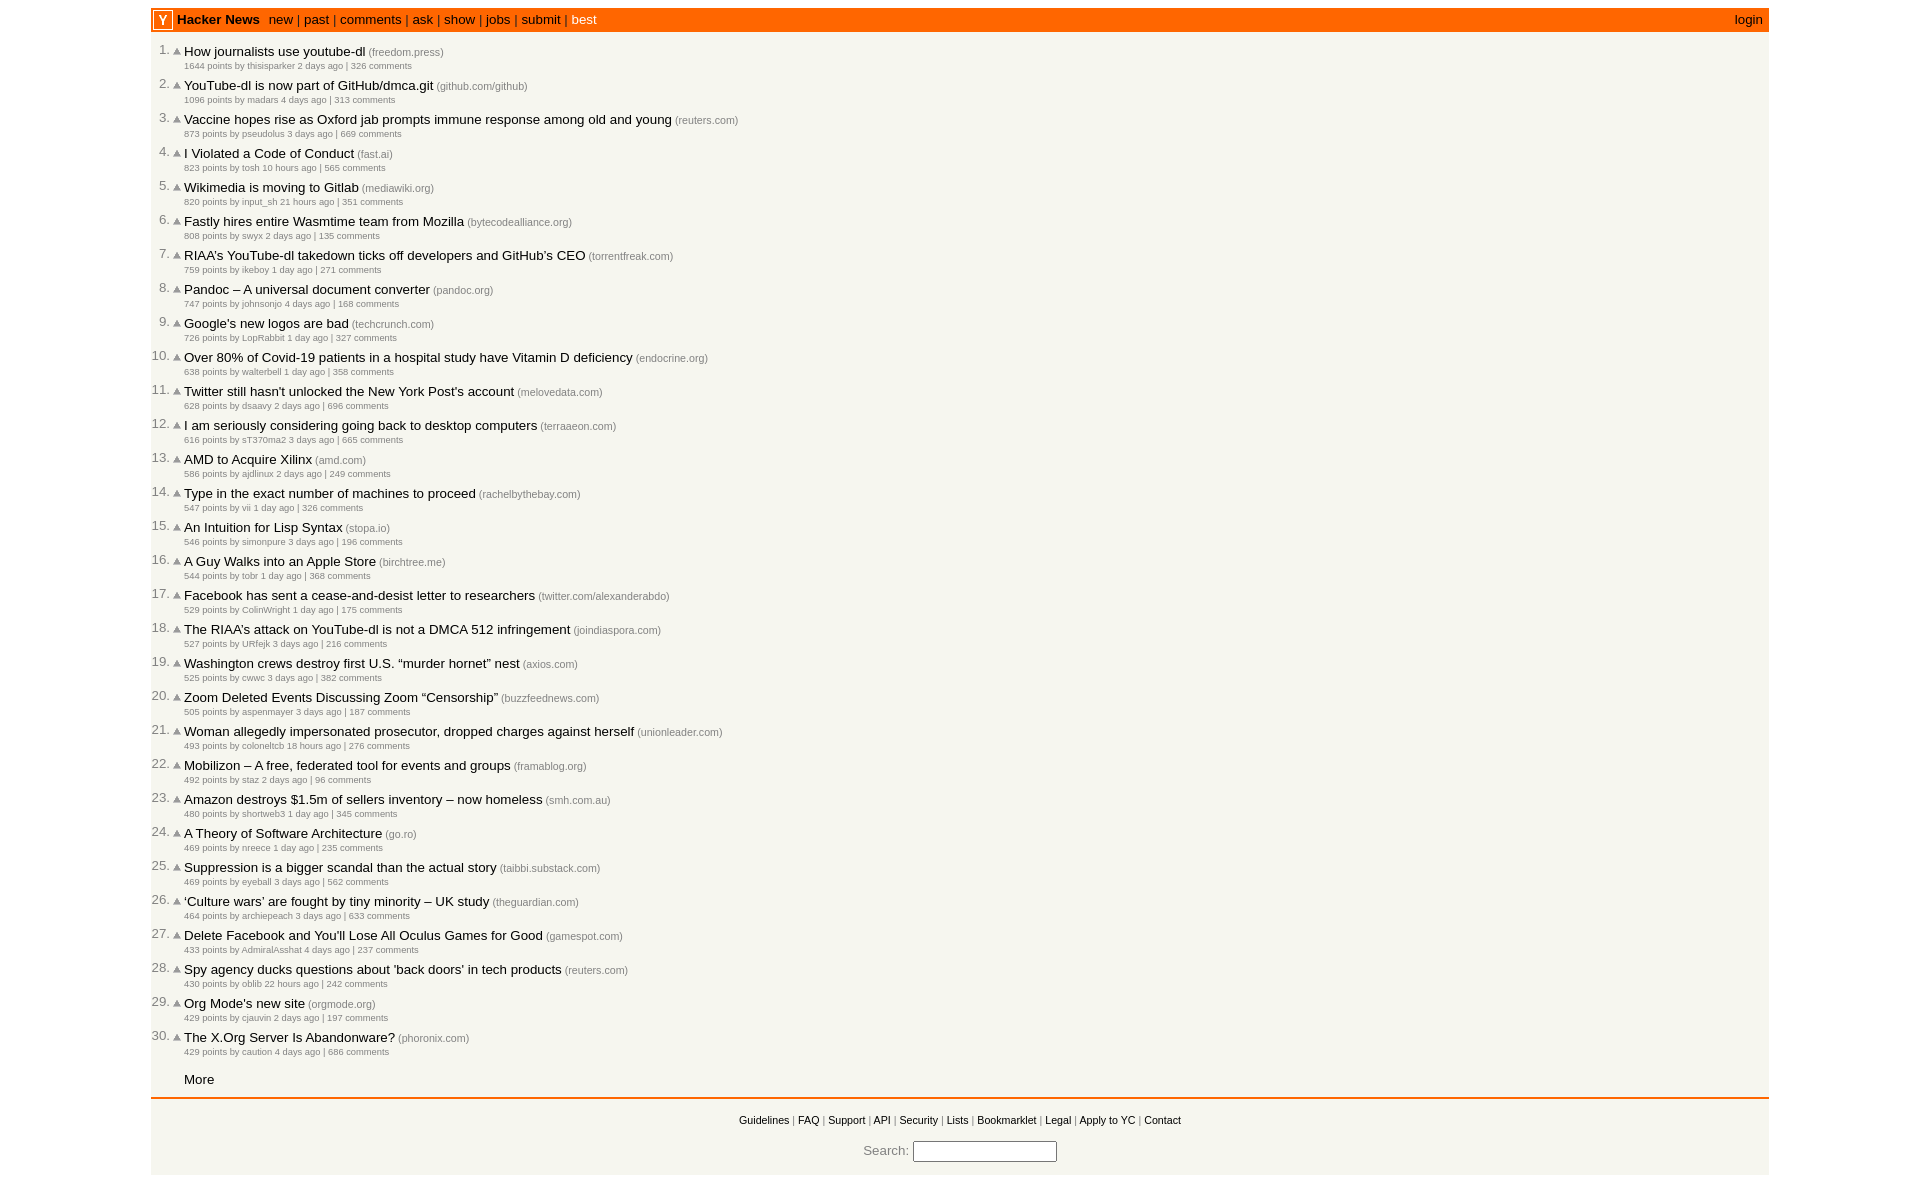 Y Hacker News new | past | comments | ask | show | jobs | submit | best login
1. How journalists use youtube-dl (freedom.press)
1644 points by thisisparker 2 days ago | 326 comments
2. YouTube-dl is now part of GitHub/dmca.git (github.com/github)
1096 points by madars 4 days ago | 313 comments
3. Vaccine hopes rise as Oxford jab prompts immune response among old and young (reuters.com)
873 points by pseudolus 3 days ago | 669 comments
4. I Violated a Code of Conduct (fast.ai)
823 points by tosh 10 hours ago | 565 comments
5. Wikimedia is moving to Gitlab (mediawiki.org)
820 points by input_sh 21 hours ago | 351 comments
6. Fastly hires entire Wasmtime team from Mozilla (bytecodealliance.org)
808 points by swyx 2 days ago | 135 comments
7. RIAA’s YouTube-dl takedown ticks off developers and GitHub’s CEO (torrentfreak.com)
759 points by ikeboy 1 day ago | 271 comments
8. Pandoc – A universal document converter (pandoc.org)
747 points by johnsonjo 4 days ago | 168 comments
9. Google's new logos are bad (techcrunch.com)
726 points by LopRabbit 1 day ago | 327 comments
10. Over 80% of Covid-19 patients in a hospital study have Vitamin D deficiency (endocrine.org)
638 points by walterbell 1 day ago | 358 comments
11. Twitter still hasn't unlocked the New York Post's account (melovedata.com)
628 points by dsaavy 2 days ago | 696 comments
12. I am seriously considering going back to desktop computers (terraaeon.com)
616 points by sT370ma2 3 days ago | 665 comments
13. AMD to Acquire Xilinx (amd.com)
586 points by ajdlinux 2 days ago | 249 comments
14. Type in the exact number of machines to proceed (rachelbythebay.com)
547 points by vii 1 day ago | 326 comments
15. An Intuition for Lisp Syntax (stopa.io)
546 points by simonpure 3 days ago | 196 comments
16. A Guy Walks into an Apple Store (birchtree.me)
544 points by tobr 1 day ago | 368 comments
17. Facebook has sent a cease-and-desist letter to researchers (twitter.com/alexanderabdo)
529 points by ColinWright 1 day ago | 175 comments
18. The RIAA’s attack on YouTube-dl is not a DMCA 512 infringement (joindiaspora.com)
527 points by URfejk 3 days ago | 216 comments
19. Washington crews destroy first U.S. “murder hornet” nest (axios.com)
525 points by cwwc 3 days ago | 382 comments
20. Zoom Deleted Events Discussing Zoom “Censorship” (buzzfeednews.com)
505 points by aspenmayer 3 days ago | 187 comments
21. Woman allegedly impersonated prosecutor, dropped charges against herself (unionleader.com)
493 points by coloneltcb 18 hours ago | 276 comments
22. Mobilizon – A free, federated tool for events and groups (framablog.org)
492 points by staz 2 days ago | 96 comments
23. Amazon destroys $1.5m of sellers inventory – now homeless (smh.com.au)
480 points by shortweb3 1 day ago | 345 comments
24. A Theory of Software Architecture (go.ro)
469 points by nreece 1 day ago | 235 comments
25. Suppression is a bigger scandal than the actual story (taibbi.substack.com)
469 points by eyeball 3 days ago | 562 comments
26. ‘Culture wars’ are fought by tiny minority – UK study (theguardian.com)
464 points by archiepeach 3 days ago | 633 comments
27. Delete Facebook and You'll Lose All Oculus Games for Good (gamespot.com)
433 points by AdmiralAsshat 4 days ago | 237 comments
28. Spy agency ducks questions about 'back doors' in tech products (reuters.com)
430 points by oblib 22 hours ago | 242 comments
29. Org Mode's new site (orgmode.org)
429 points by cjauvin 2 days ago | 197 comments
30. The X.Org Server Is Abandonware? (phoronix.com)
429 points by caution 4 days ago | 686 comments
More
Guidelines | FAQ | Support | API | Security | Lists | Bookmarklet | Legal | Apply to YC | Contact
Search: